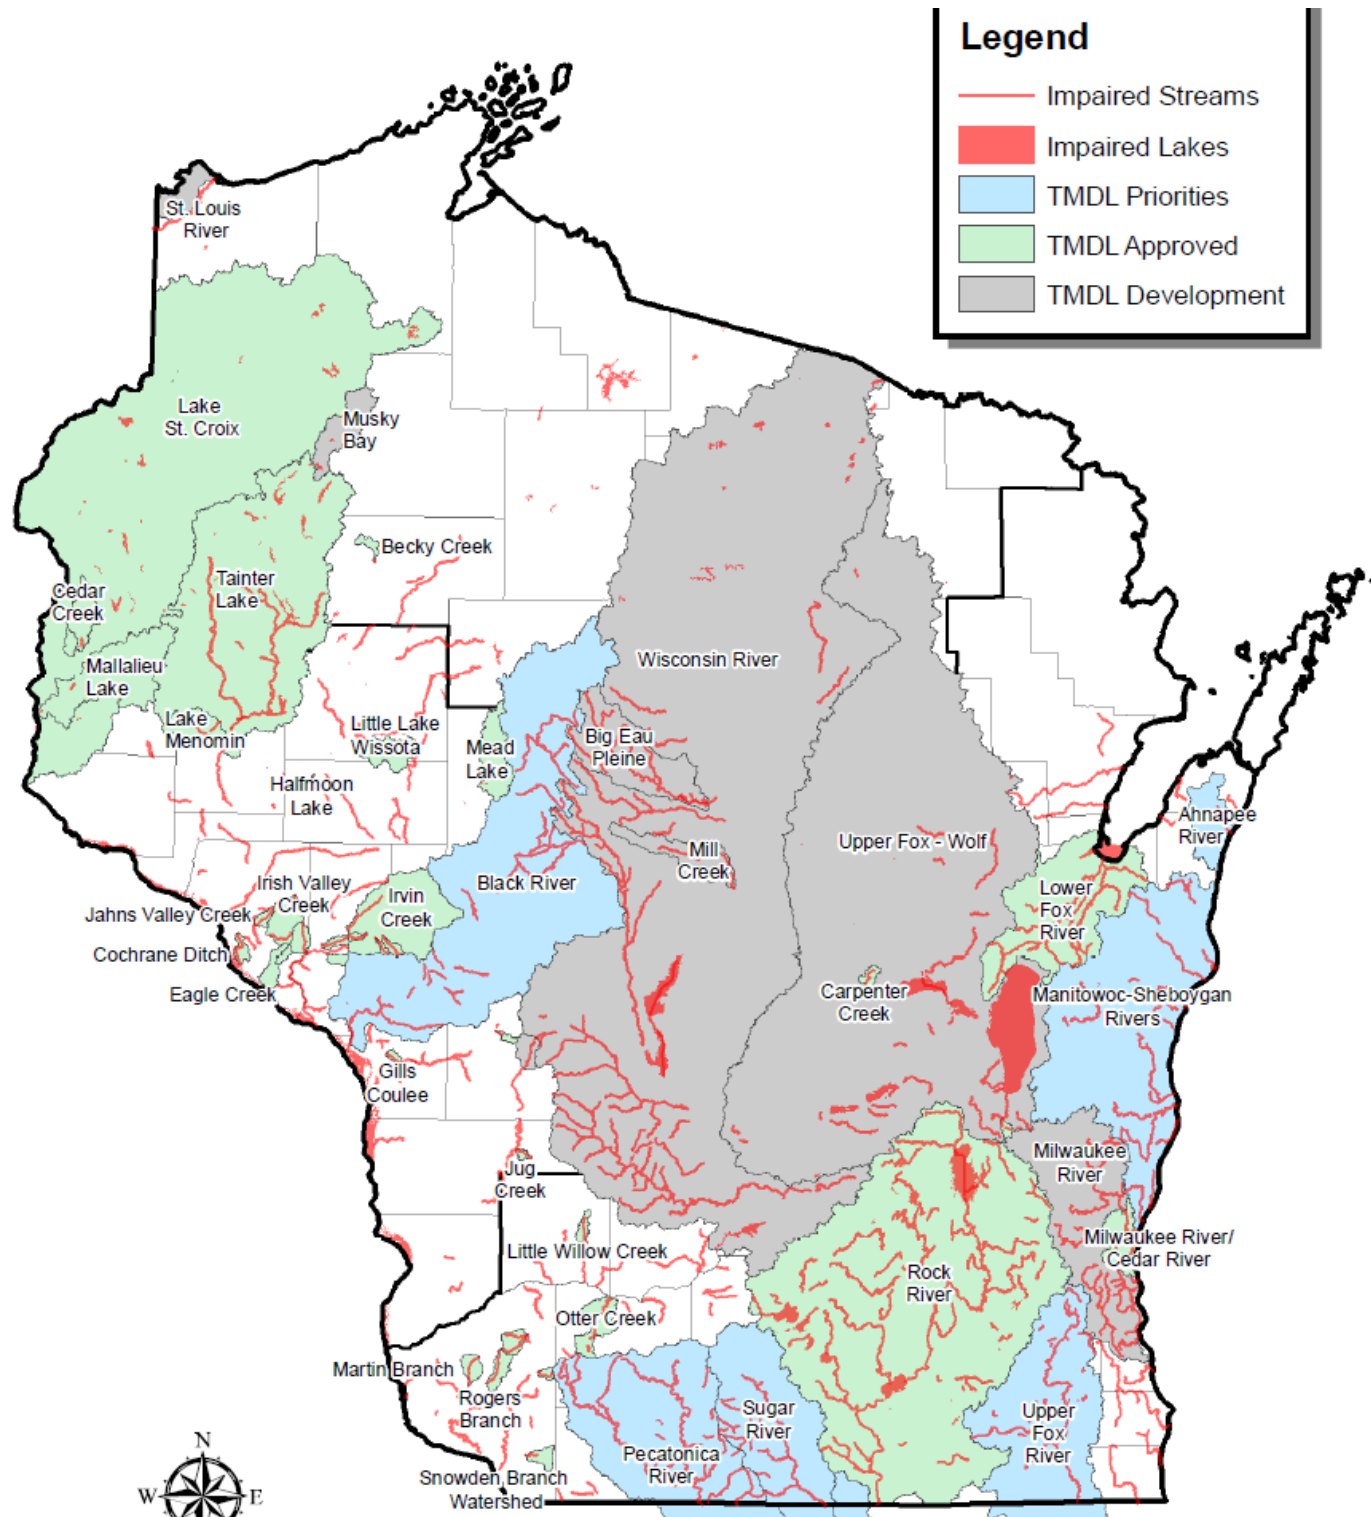 Legend
Impaired Streams
Impaired Lakes
TMDL Priorities
TMDL Approved
TMDL Development
St. Louis
River
Lake
St. Croix
Musky
Bay
Becky Creek
Cedar
Creek
Tainter
Lake
Mallalieu
Lake
Wisconsin River
Lake
Menomin
Little Lake
Wissota
Mead
Lake
Big Eau
Pleine
Halfmoon
Lake
Ahnapee
River
Upper Fox - Wolf
Mill
Creek
Black River
Irish Valley
Creek
Irvin
Creek
Lower
Fox
River
Jahns Valley Creek
Cochrane Ditch
Eagle Creek
Carpenter
Creek
Manitowoc-Sheboygan
Rivers
Gills
Coulee
Milwaukee
River
Jug
Creek
Little Willow Creek
Milwaukee River/
Cedar River
Rock
River
Otter Creek
Martin Branch
Rogers
Branch
Sugar
River
Upper
Fox
River
Pecatonica
River
Snowden Branch
Watershed
N
W
E